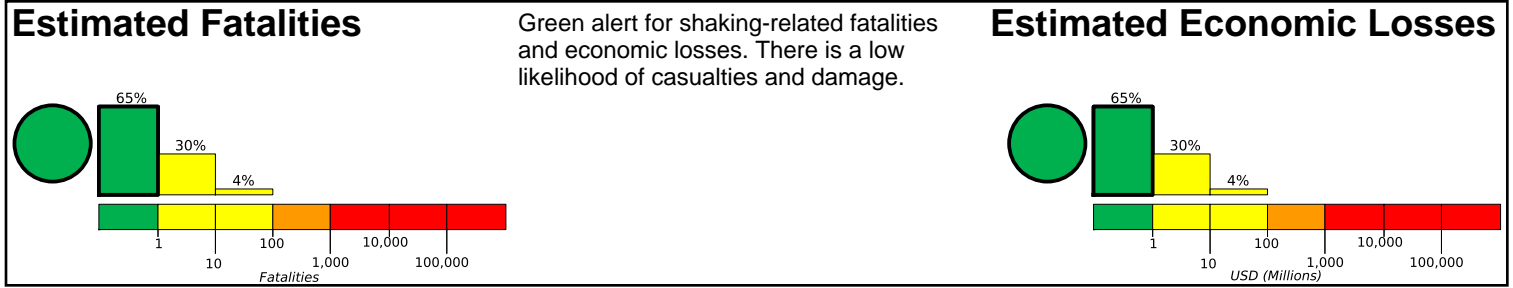 Estimated Fatalities
Green alert for shaking-related fatalities
and economic losses. There is a low
likelihood of casualties and damage.
Estimated Economic Losses
65%
30%
4%
1
100
10,000
10
1,000
100,000
Fatalities
65%
30%
4%
1
100
10,000
10
1,000
100,000
USD (Millions)